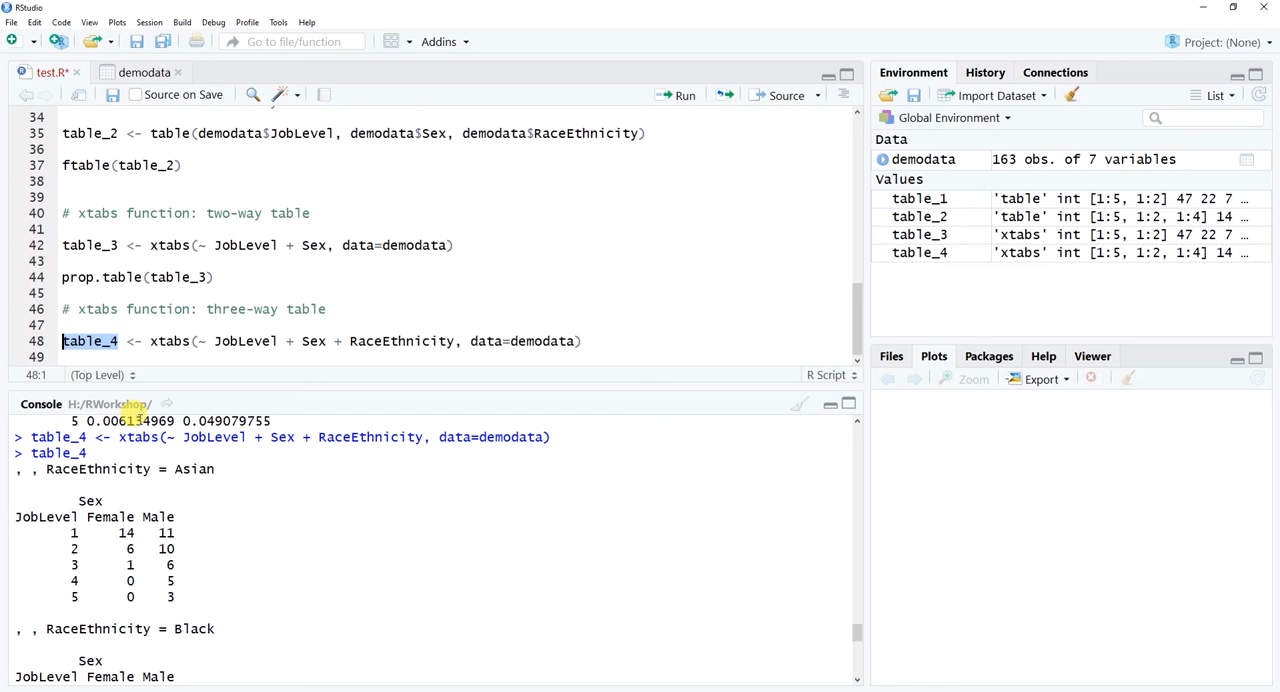 RStudio
File Edit Code View Plots Session Build Debug Profile Tools Help
Go to file/function Addins Project: (None)
test.R* demodata
Source on Save Run Source
34
35 table_2 <- table(demodata$JobLevel, demodata$Sex, demodata$RaceEthnicity)
36
37 ftable(table_2)
38
39
40 # xtabs function: two-way table
41
42 table_3 <- xtabs(~ JobLevel + Sex, data=demodata)
43
44 prop.table(table_3)
45
46 # xtabs function: three-way table
47
48 table_4 <- xtabs(~ JobLevel + Sex + RaceEthnicity, data=demodata)
49
48:1 (Top Level) R Script
Console H:/RWorkshop/
5 0.006134969 0.049079755
> table_4 <- xtabs(~ JobLevel + Sex + RaceEthnicity, data=demodata)
> table_4
, , RaceEthnicity = Asian
Sex
JobLevel Female Male
1 14 11
2 6 10
3 1 6
4 0 5
5 0 3
, , RaceEthnicity = Black
Sex
JobLevel Female Male
Environment History Connections
Import Dataset List
Global Environment
Data
demodata 163 obs. of 7 variables
Values
table_1 'table' int [1:5, 1:2] 47 22 7 …
table_2 'table' int [1:5, 1:2, 1:4] 14 …
table_3 'xtabs' int [1:5, 1:2] 47 22 7 …
table_4 'xtabs' int [1:5, 1:2, 1:4] 14 …
Files Plots Packages Help Viewer
Zoom Export